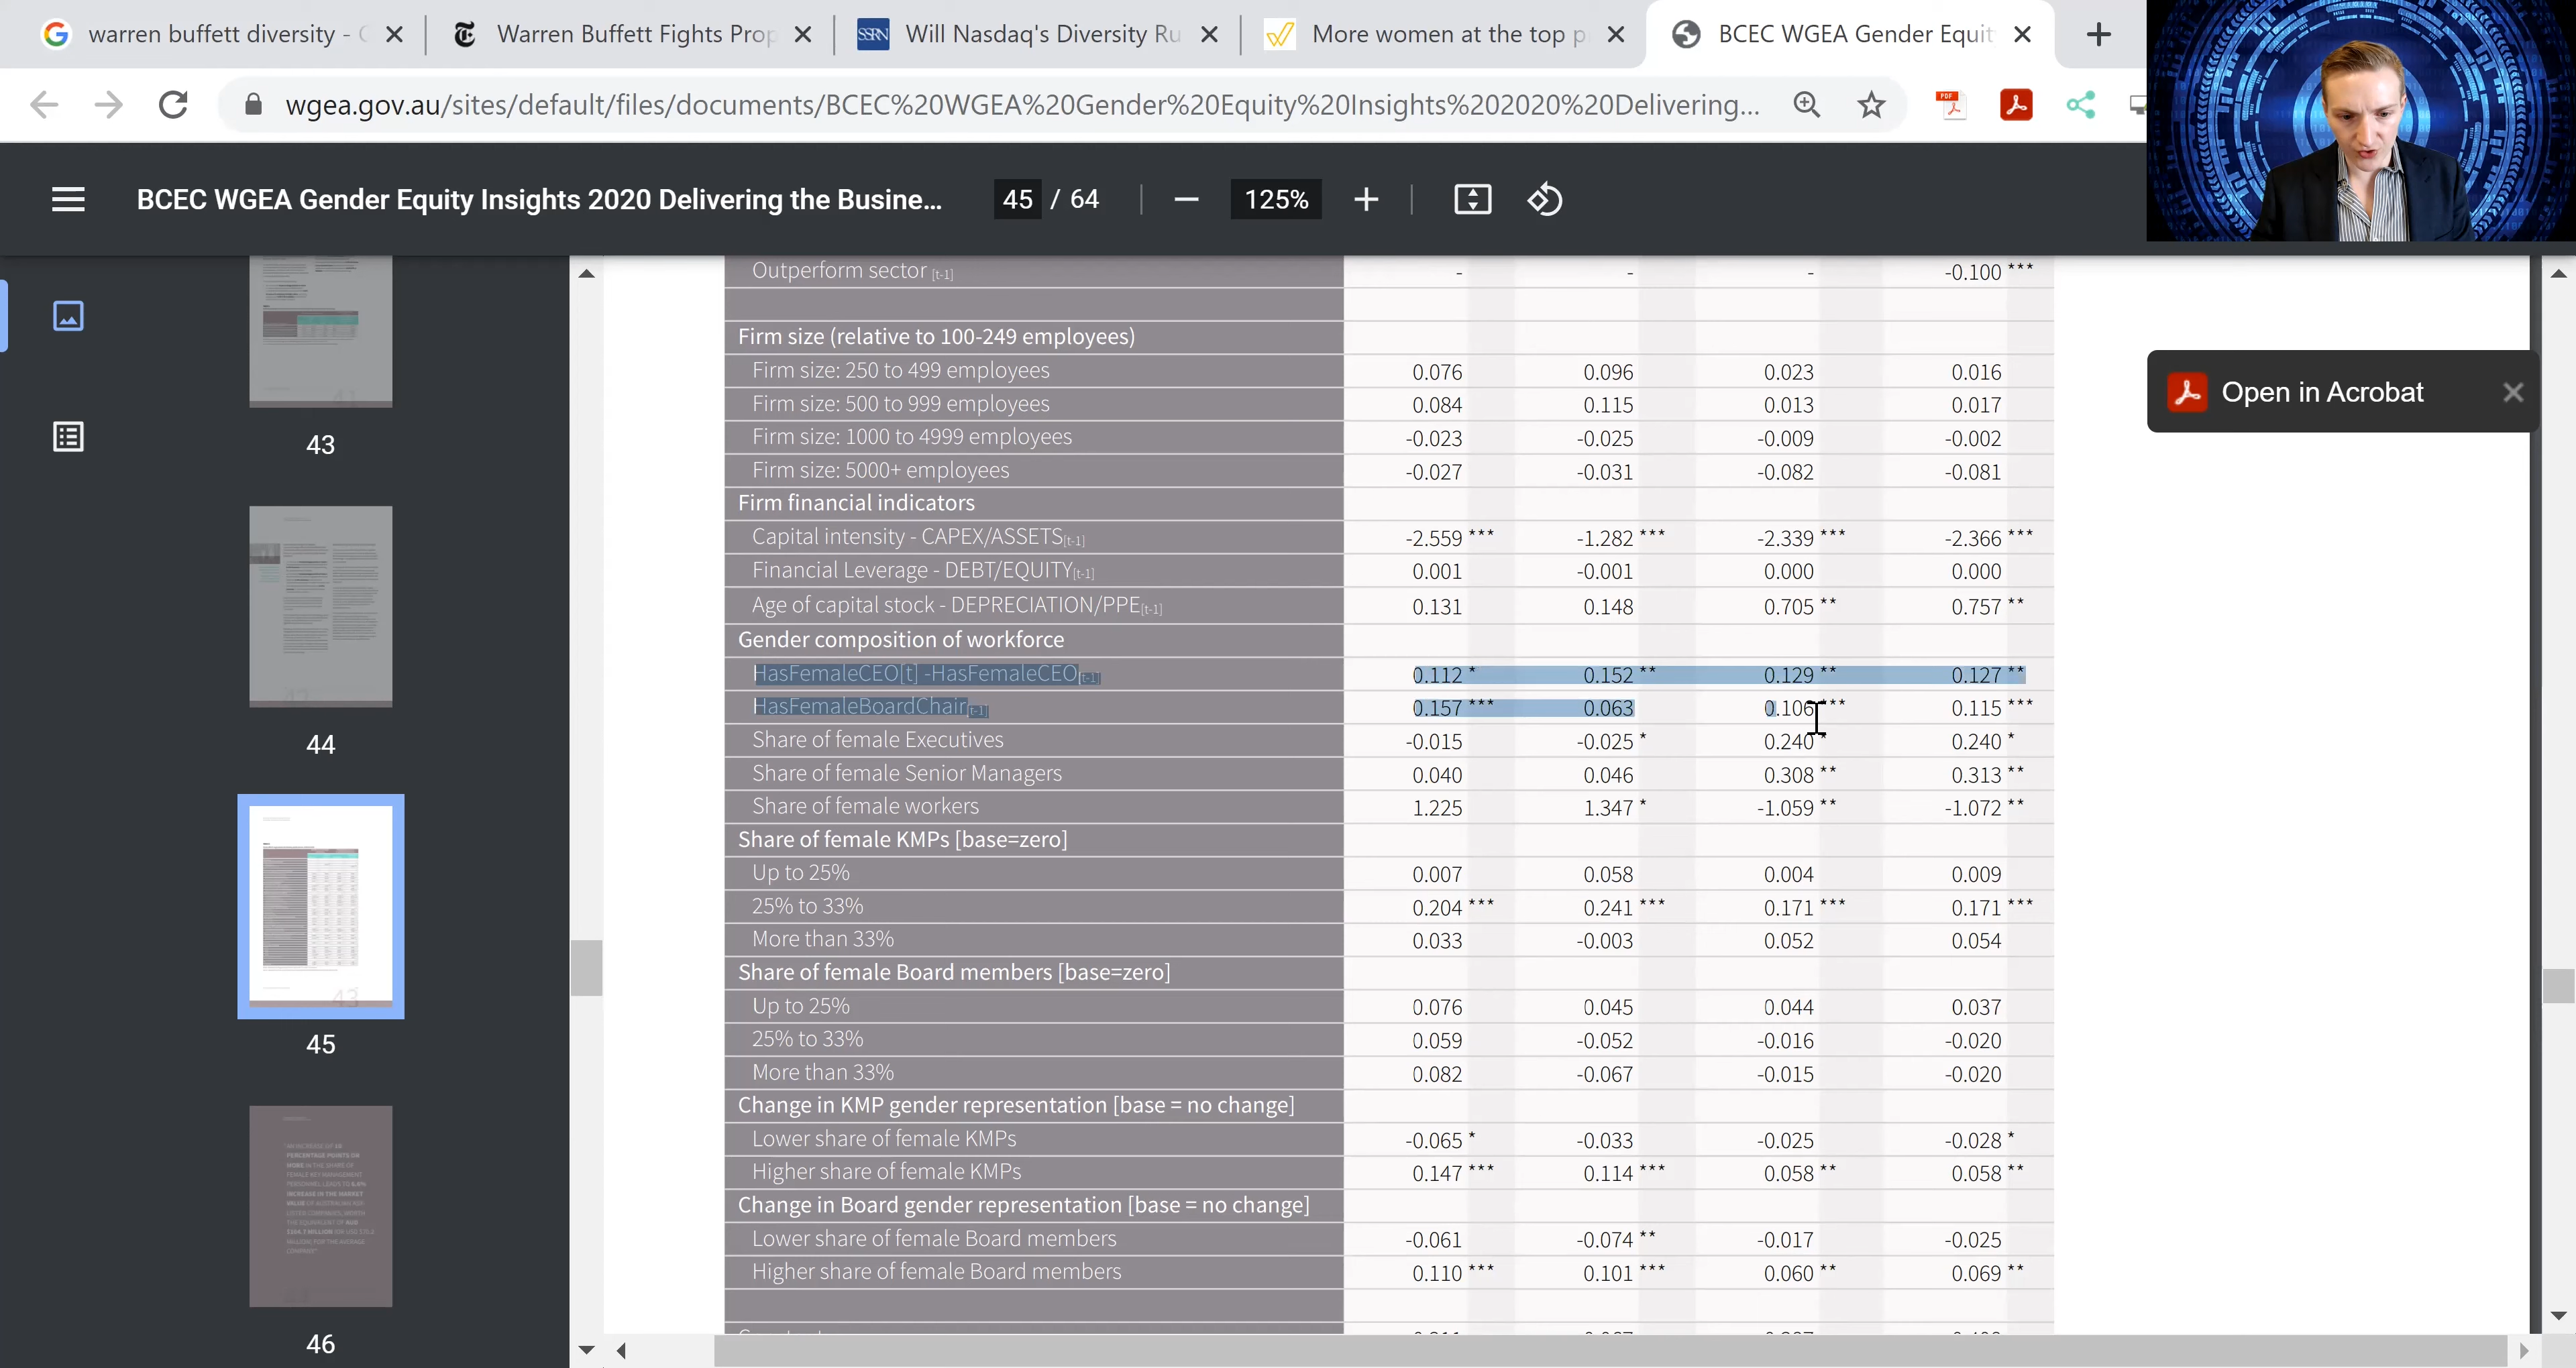 warren buffett diversity -
Warren Buffett Fights Prop
SSRN Will Nasdaq's Diversity Ru
More women at the top p
BCEC WGEA Gender Equit
wgea.gov.au/sites/default/files/documents/BCEC%20WGEA%20Gender%20Equity%20Insights%202020%20Delivering...
PDF
BCEC WGEA Gender Equity Insights 2020 Delivering the Busine...
45 / 64
125%
Open in Acrobat
43
44
45
46
Outperform sector [t-1] - - - -0.100 ***
Firm size (relative to 100-249 employees)
Firm size: 250 to 499 employees 0.076 0.096 0.023 0.016
Firm size: 500 to 999 employees 0.084 0.115 0.013 0.017
Firm size: 1000 to 4999 employees -0.023 -0.025 -0.009 -0.002
Firm size: 5000+ employees -0.027 -0.031 -0.082 -0.081
Firm financial indicators
Capital intensity - CAPEX/ASSETS[t-1] -2.559 *** -1.282 *** -2.339 *** -2.366 ***
Financial Leverage - DEBT/EQUITY[t-1] 0.001 -0.001 0.000 0.000
Age of capital stock - DEPRECIATION/PPE[t-1] 0.131 0.148 0.705 ** 0.757 **
Gender composition of workforce
HasFemaleCEO[t] -HasFemaleCEO[t-1] 0.112 * 0.152 ** 0.129 ** 0.127 **
HasFemaleBoardChair[t-1] 0.157 *** 0.063 0.106 *** 0.115 ***
Share of female Executives -0.015 -0.025 * 0.240 * 0.240 *
Share of female Senior Managers 0.040 0.046 0.308 ** 0.313 **
Share of female workers 1.225 1.347 * -1.059 ** -1.072 **
Share of female KMPs [base=zero]
Up to 25% 0.007 0.058 0.004 0.009
25% to 33% 0.204 *** 0.241 *** 0.171 *** 0.171 ***
More than 33% 0.033 -0.003 0.052 0.054
Share of female Board members [base=zero]
Up to 25% 0.076 0.045 0.044 0.037
25% to 33% 0.059 -0.052 -0.016 -0.020
More than 33% 0.082 -0.067 -0.015 -0.020
Change in KMP gender representation [base = no change]
Lower share of female KMPs -0.065 * -0.033 -0.025 -0.028 *
Higher share of female KMPs 0.147 *** 0.114 *** 0.058 ** 0.058 **
Change in Board gender representation [base = no change]
Lower share of female Board members -0.061 -0.074 ** -0.017 -0.025
Higher share of female Board members 0.110 *** 0.101 *** 0.060 ** 0.069 **